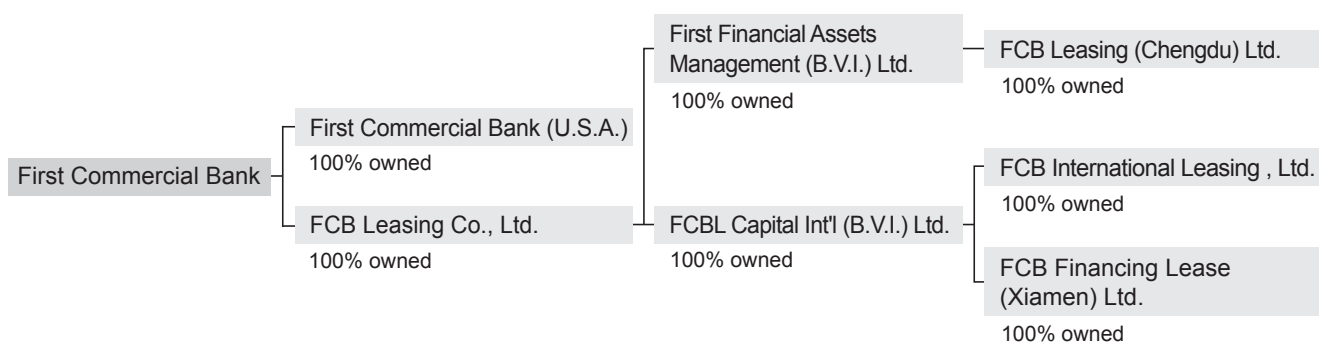 First Commercial Bank
First Commercial Bank (U.S.A.)
100% owned
FCB Leasing Co., Ltd.
100% owned
First Financial Assets
Management (B.V.I.) Ltd.
100% owned
FCBL Capital Int'l (B.V.I.) Ltd.
100% owned
FCB Leasing (Chengdu) Ltd.
100% owned
FCB International Leasing , Ltd.
100% owned
FCB Financing Lease
(Xiamen) Ltd.
100% owned